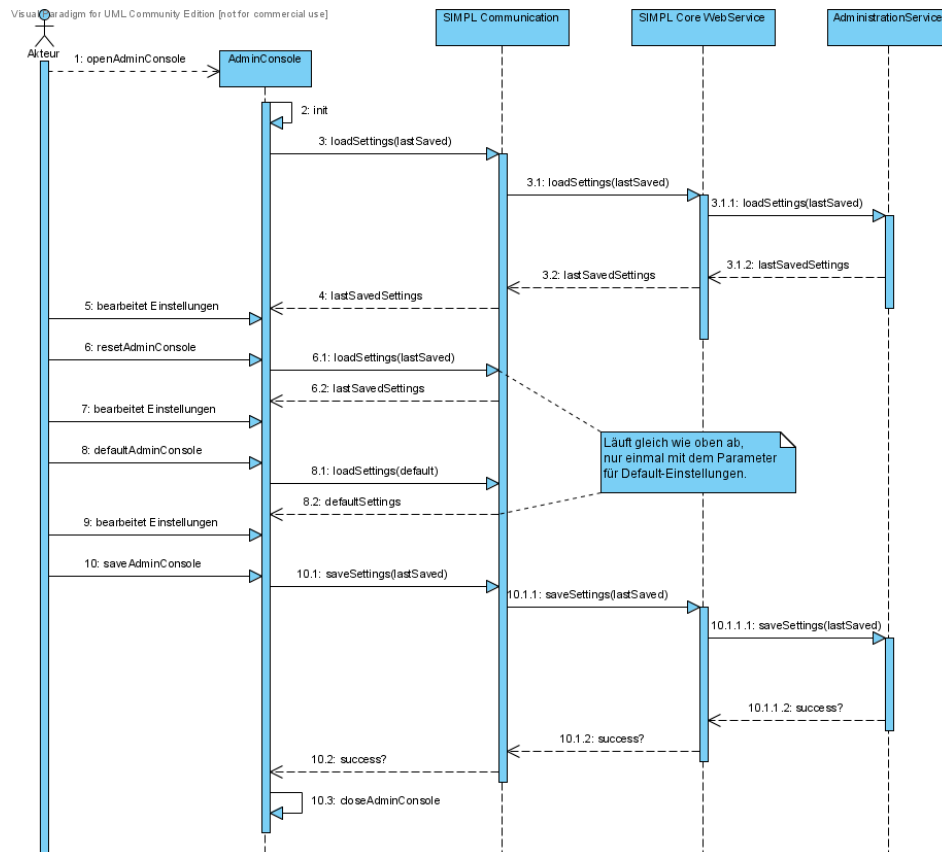 Visual Paradigm for UML Community Edition [not for commercial use]
SIMPL Communication
SIMPL Core WebService
AdministrationService
Akteur
1: openAdminConsole
AdminConsole
2: init
3: loadSettings(lastSaved)
3.1: loadSettings(lastSaved)
3.1.1: loadSettings(lastSaved)
3.1.2: lastSavedSettings
3.2: lastSavedSettings
4: lastSavedSettings
5: bearbeitet Einstellungen
6: resetAdminConsole
6.1: loadSettings(lastSaved)
6.2: lastSavedSettings
7: bearbeitet Einstellungen
8: defaultAdminConsole
Läuft gleich wie oben ab,
nur einmal mit dem Parameter
für Default-Einstellungen.
8.1: loadSettings(default)
8.2: defaultSettings
9: bearbeitet Einstellungen
10: saveAdminConsole
10.1: saveSettings(lastSaved)
10.1.1: saveSettings(lastSaved)
10.1.1.1: saveSettings(lastSaved)
10.1.1.2: success?
10.1.2: success?
10.2: success?
10.3: closeAdminConsole